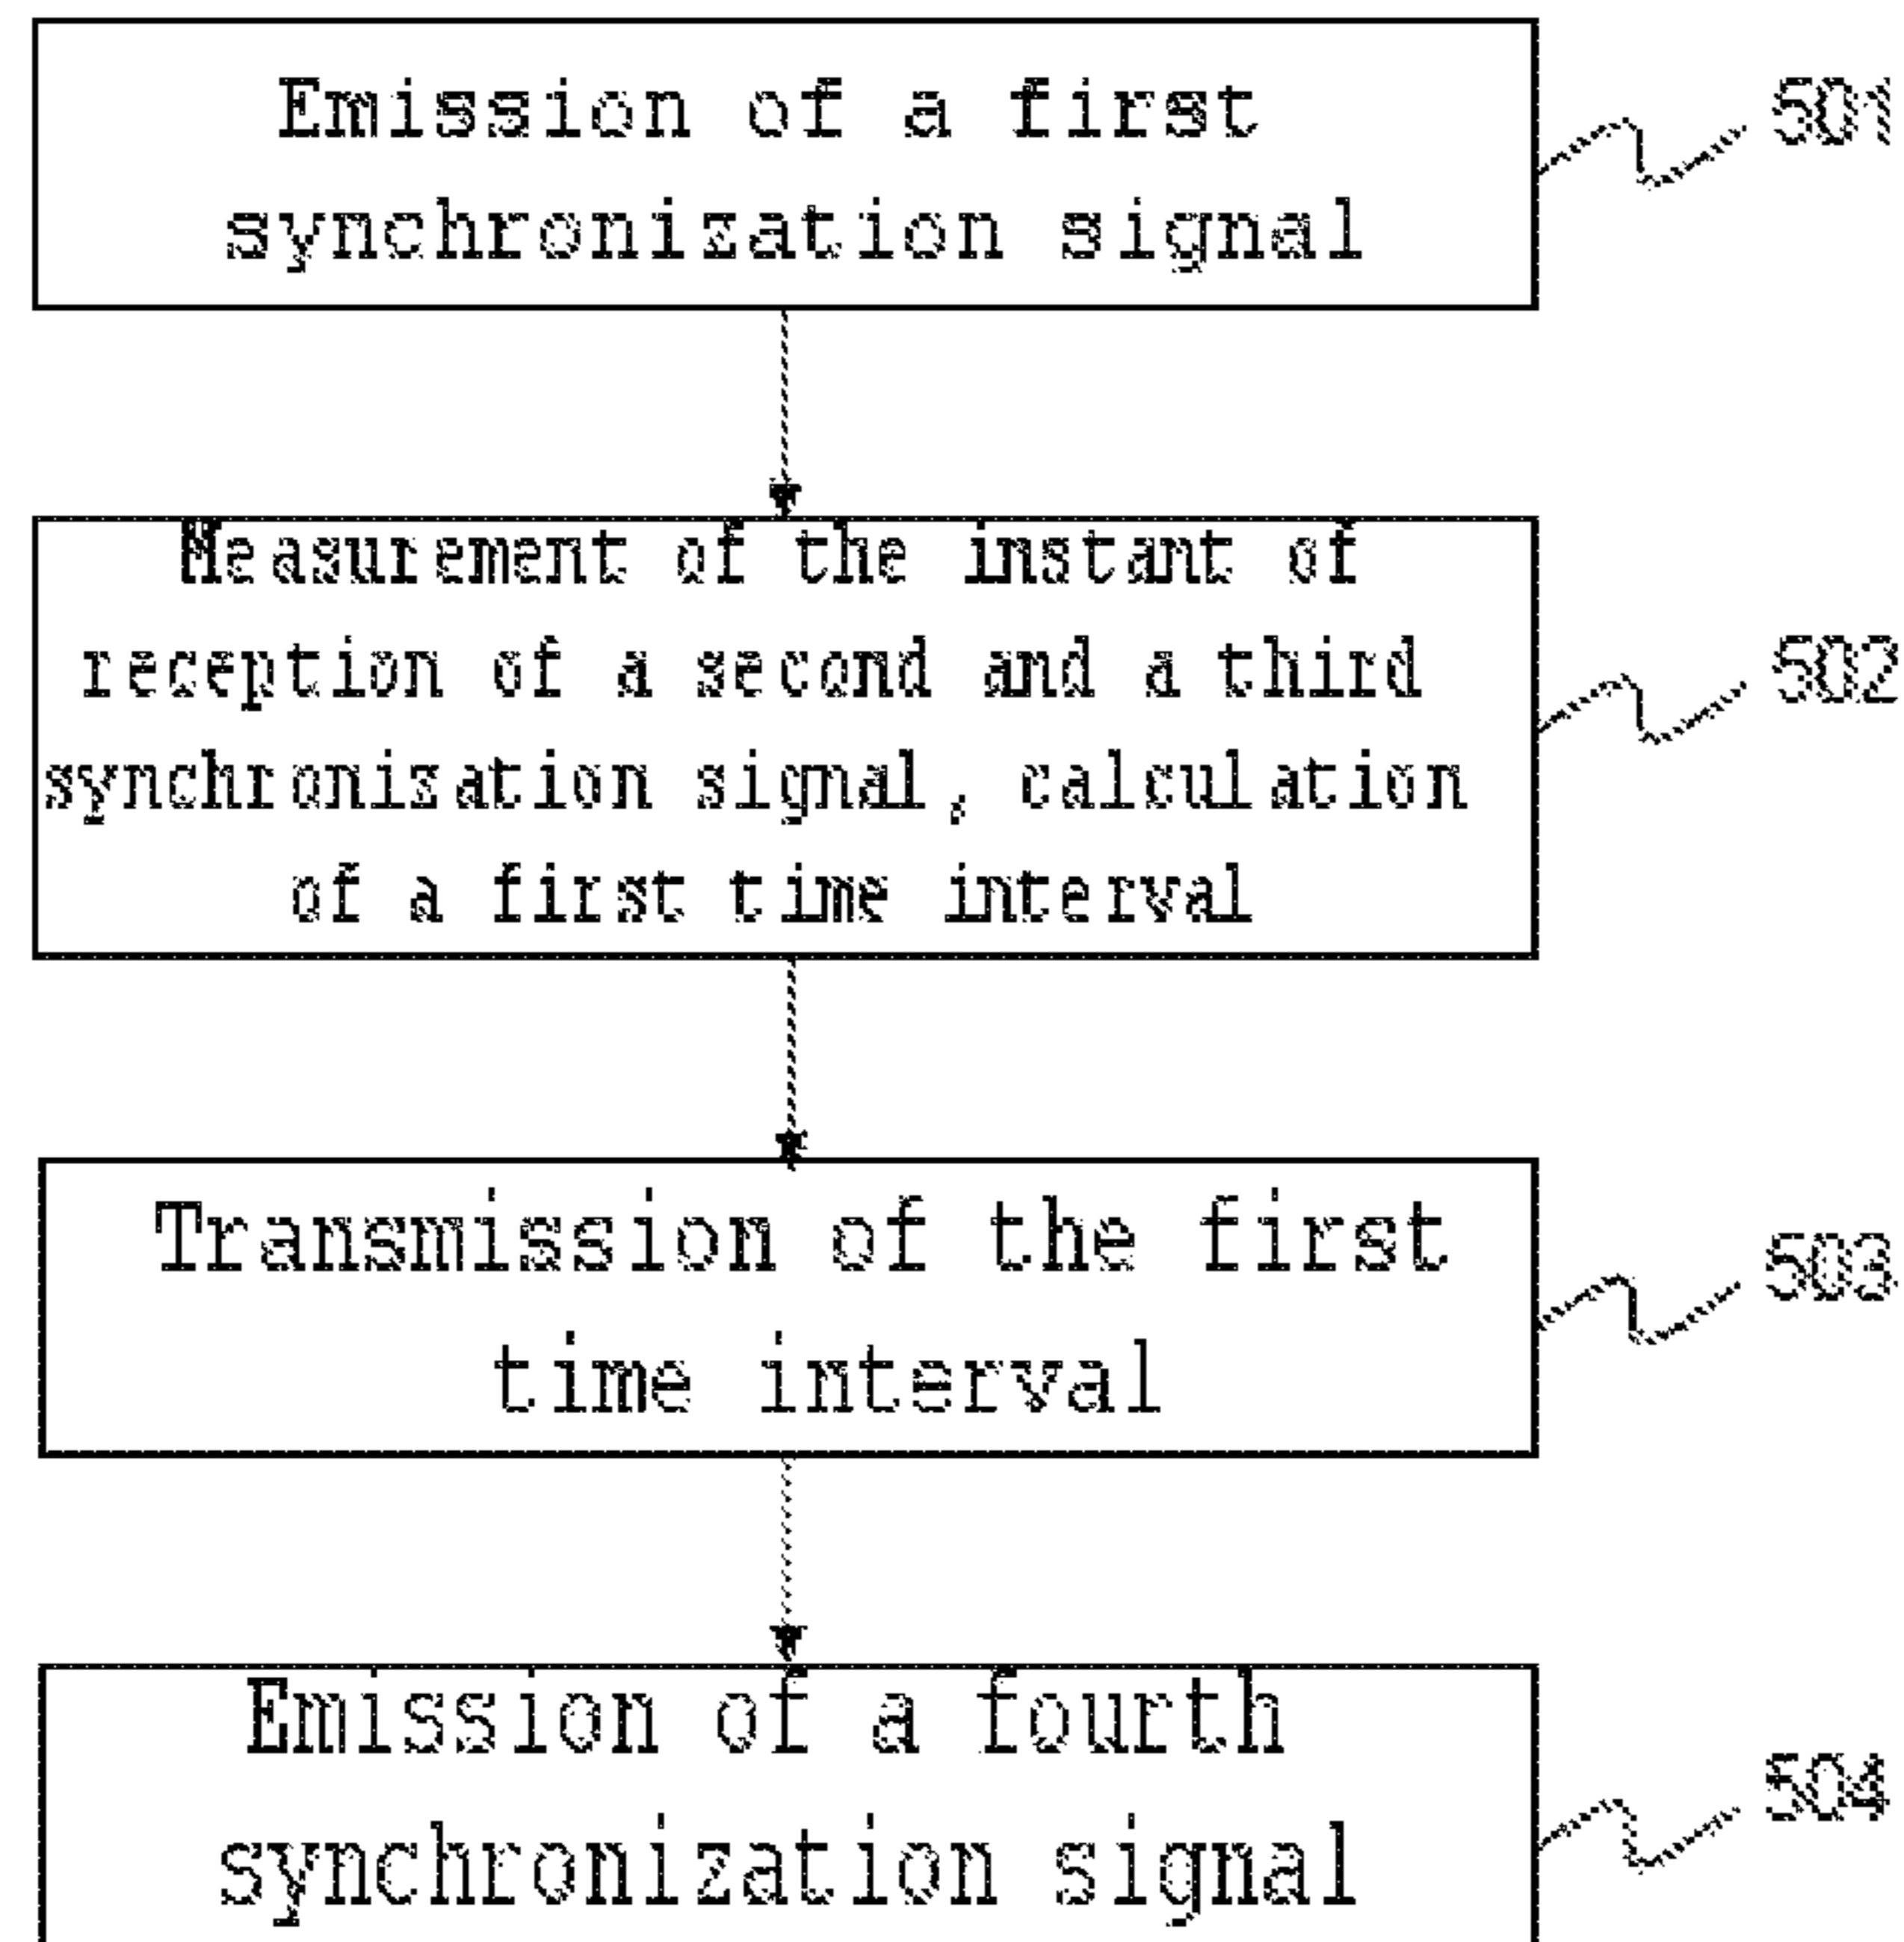 Emission of a first
synchronization signal
501
Measurement of the instant of
reception of a second and a third
synchronization signal, calculation
of a first time interval
502
Transmission of the first
time interval
503
Emission of a fourth
synchronization signal
504